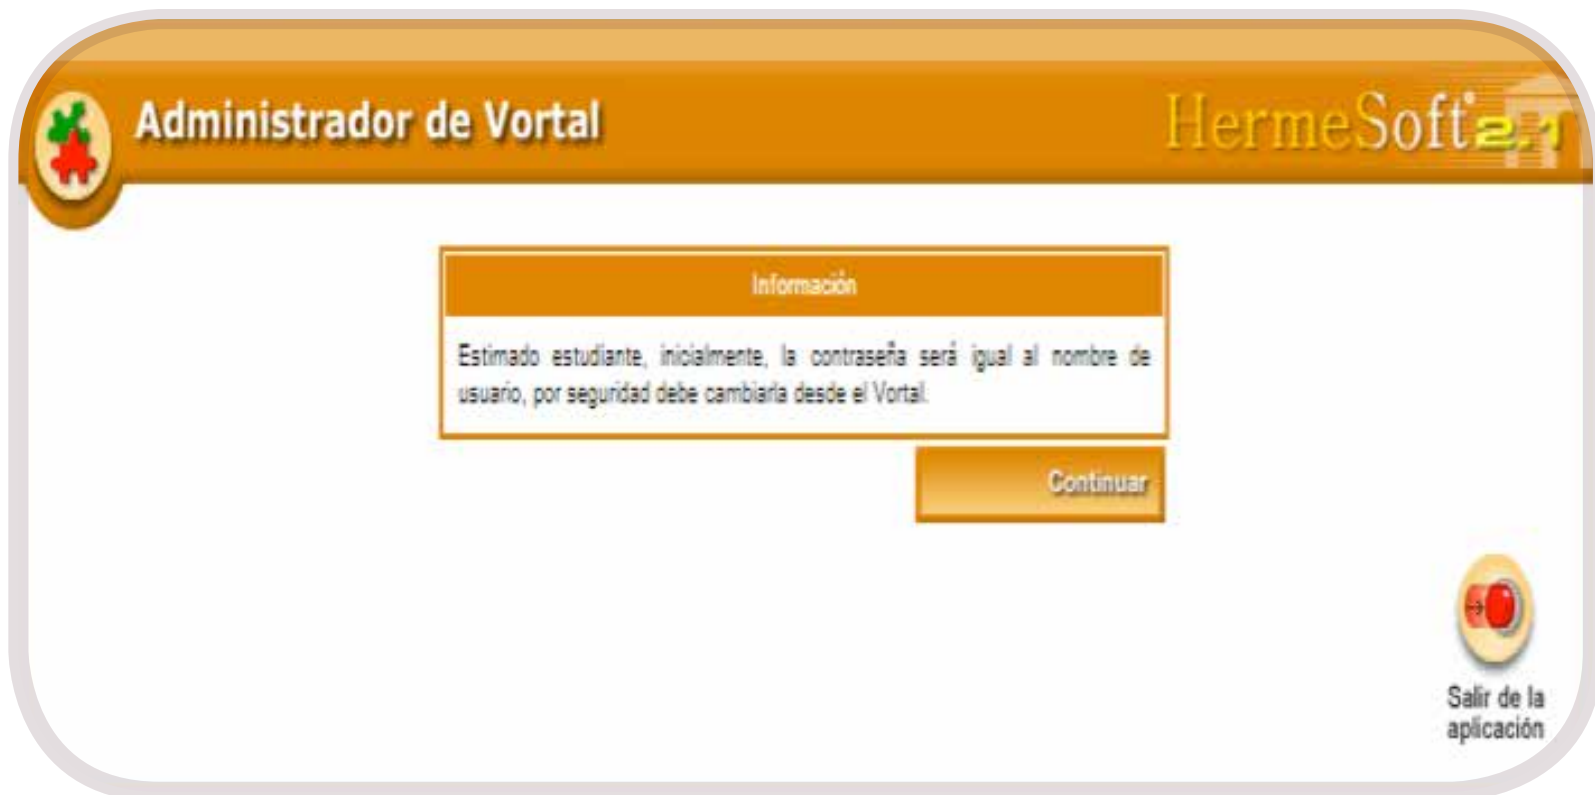 Administrador de Vortal
HermeSoft 2.1
Información
Estimado estudiante, inicialmente, la contraseña será igual al nombre de
usuario, por seguridad debe cambiarla desde el Vortal.
Continuar
Salir de la
aplicación